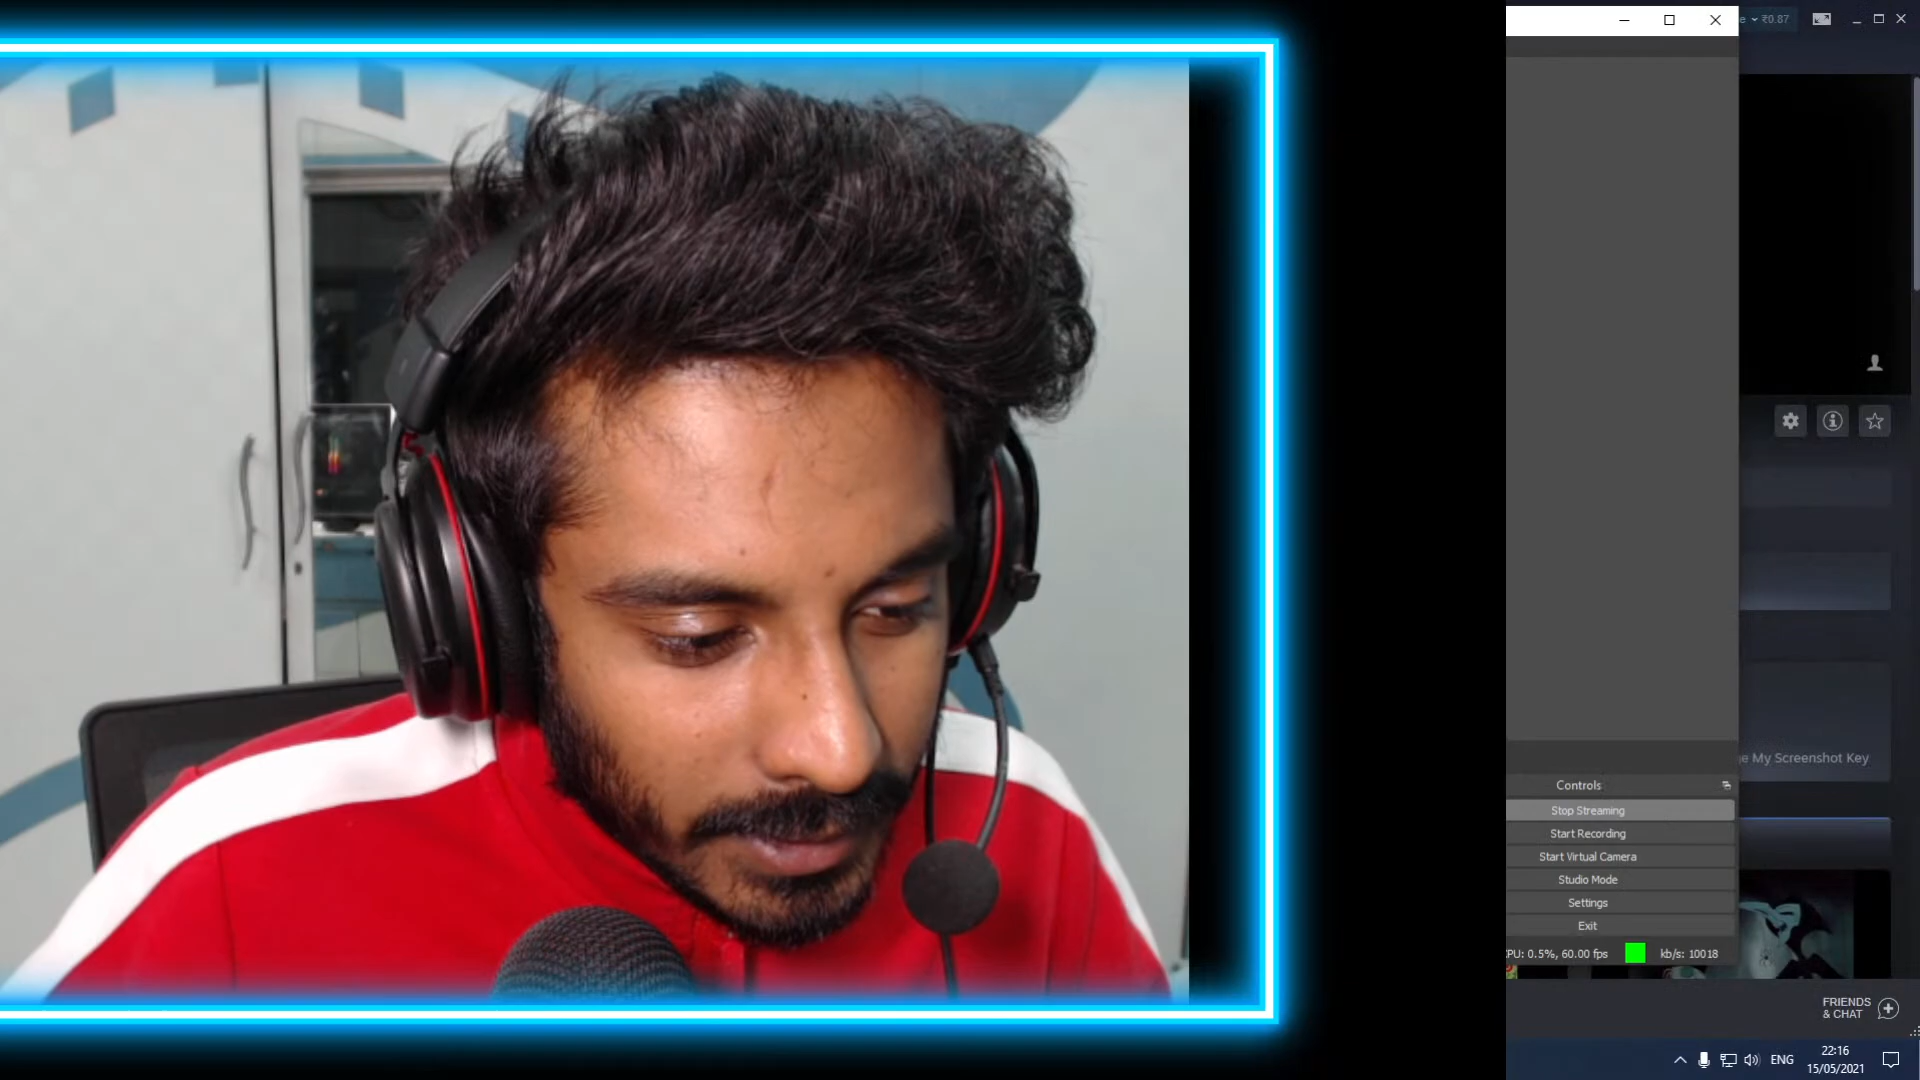 ₹0.87
My Screenshot Key
Controls
Stop Streaming
Start Recording
Start Virtual Camera
Studio Mode
Settings
Exit
CPU: 0.5%, 60.00 fps
kb/s: 10018
FRIENDS
& CHAT
ENG
22:16
15/05/2021